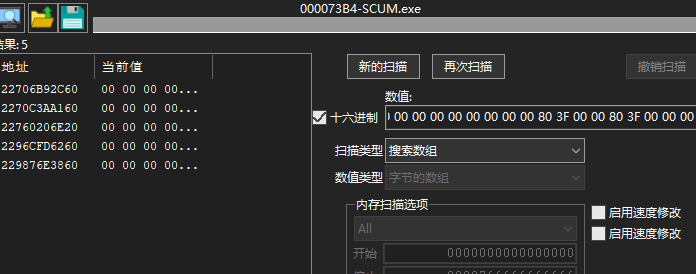 000073B4-SCUM.exe
结果: 5
地址 当前值
22706B92C60 00 00 00 00...
2270C3AA160 00 00 00 00...
22760206E20 00 00 00 00...
2296CFD6260 00 00 00 00...
229876E3860 00 00 00 00...
新的扫描 再次扫描 撤销扫描
数值:
十六进制 00 00 00 00 00 00 00 00 80 3F 00 00 80 3F 00 00 00
扫描类型 搜索数组
数值类型 字节的数组
内存扫描选项
All
启用速度修改
启用速度修改
开始 0000000000000000